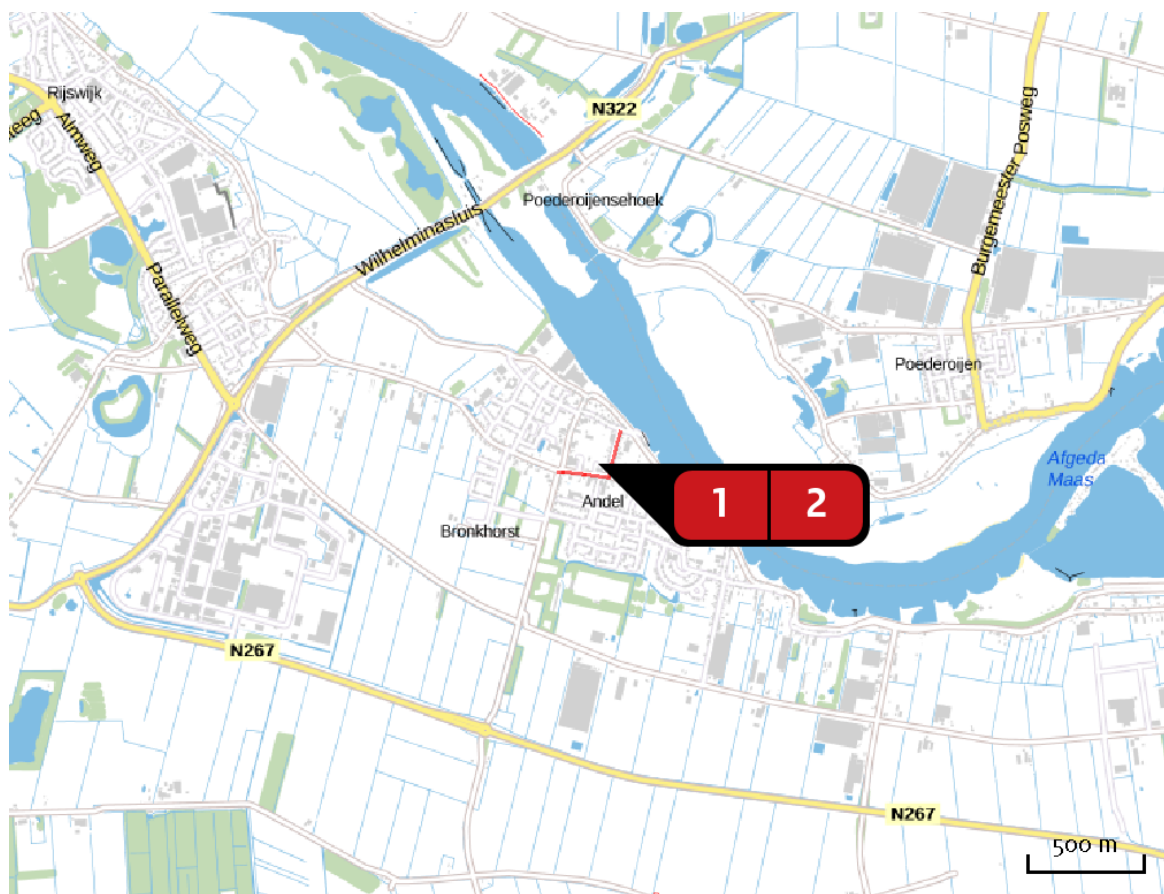 Rijswijk
N322
Almweg
Burgemeester Posweg
Poederoijensehoek
Wilhelminasluis
Parallelweg
Poederoijen
Afgeda
Maas
1 2
Andel
Bronkhorst
N267
N267
500 m